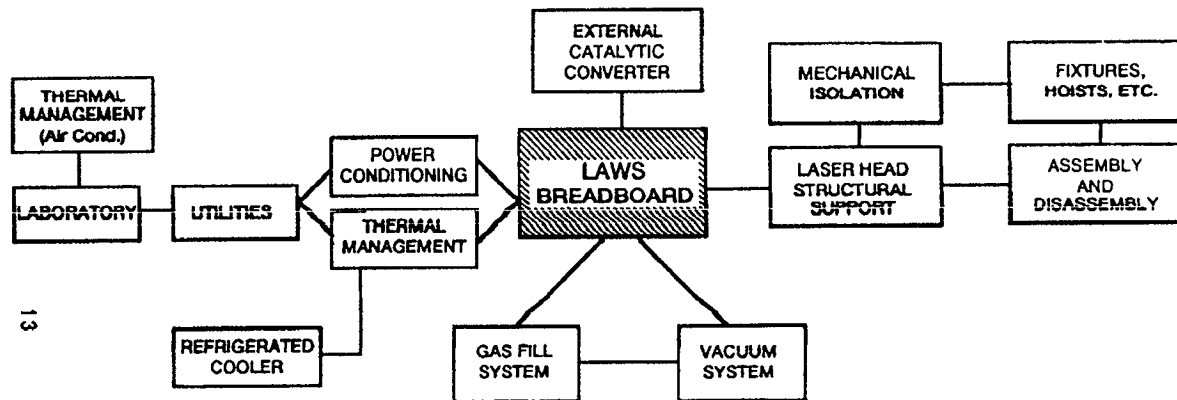 EXTERNAL
CATALYTIC
CONVERTER
THERMAL
MANAGEMENT
(Air Cond.)
MECHANICAL
ISOLATION
FIXTURES,
HOISTS, ETC.
POWER
CONDITIONING
LAWS
BREADBOARD
LABORATORY
UTILITIES
THERMAL
MANAGEMENT
LASER HEAD
STRUCTURAL
SUPPORT
ASSEMBLY
AND
DISASSEMBLY
13
REFRIGERATED
COOLER
GAS FILL
SYSTEM
VACUUM
SYSTEM